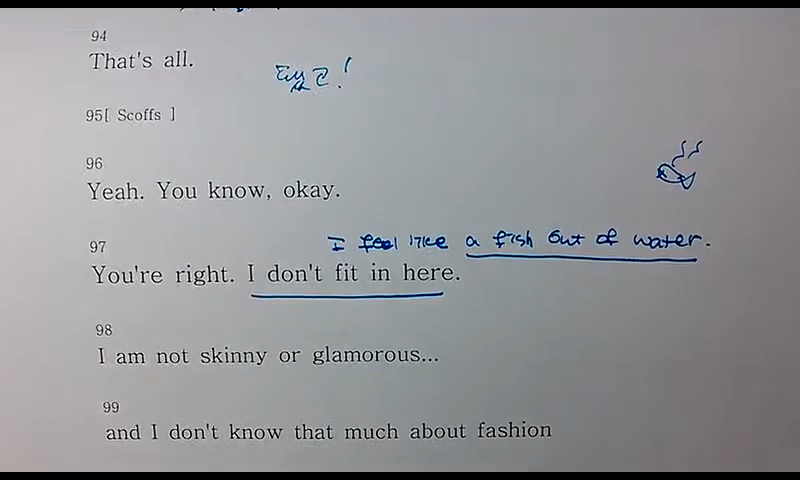 94
That's all.
95[ Scoffs ]
96
Yeah. You know, okay.
97
I feel like a fish out of water.
You're right. I don't fit in here.
98
I am not skinny or glamorous...
99
and I don't know that much about fashion